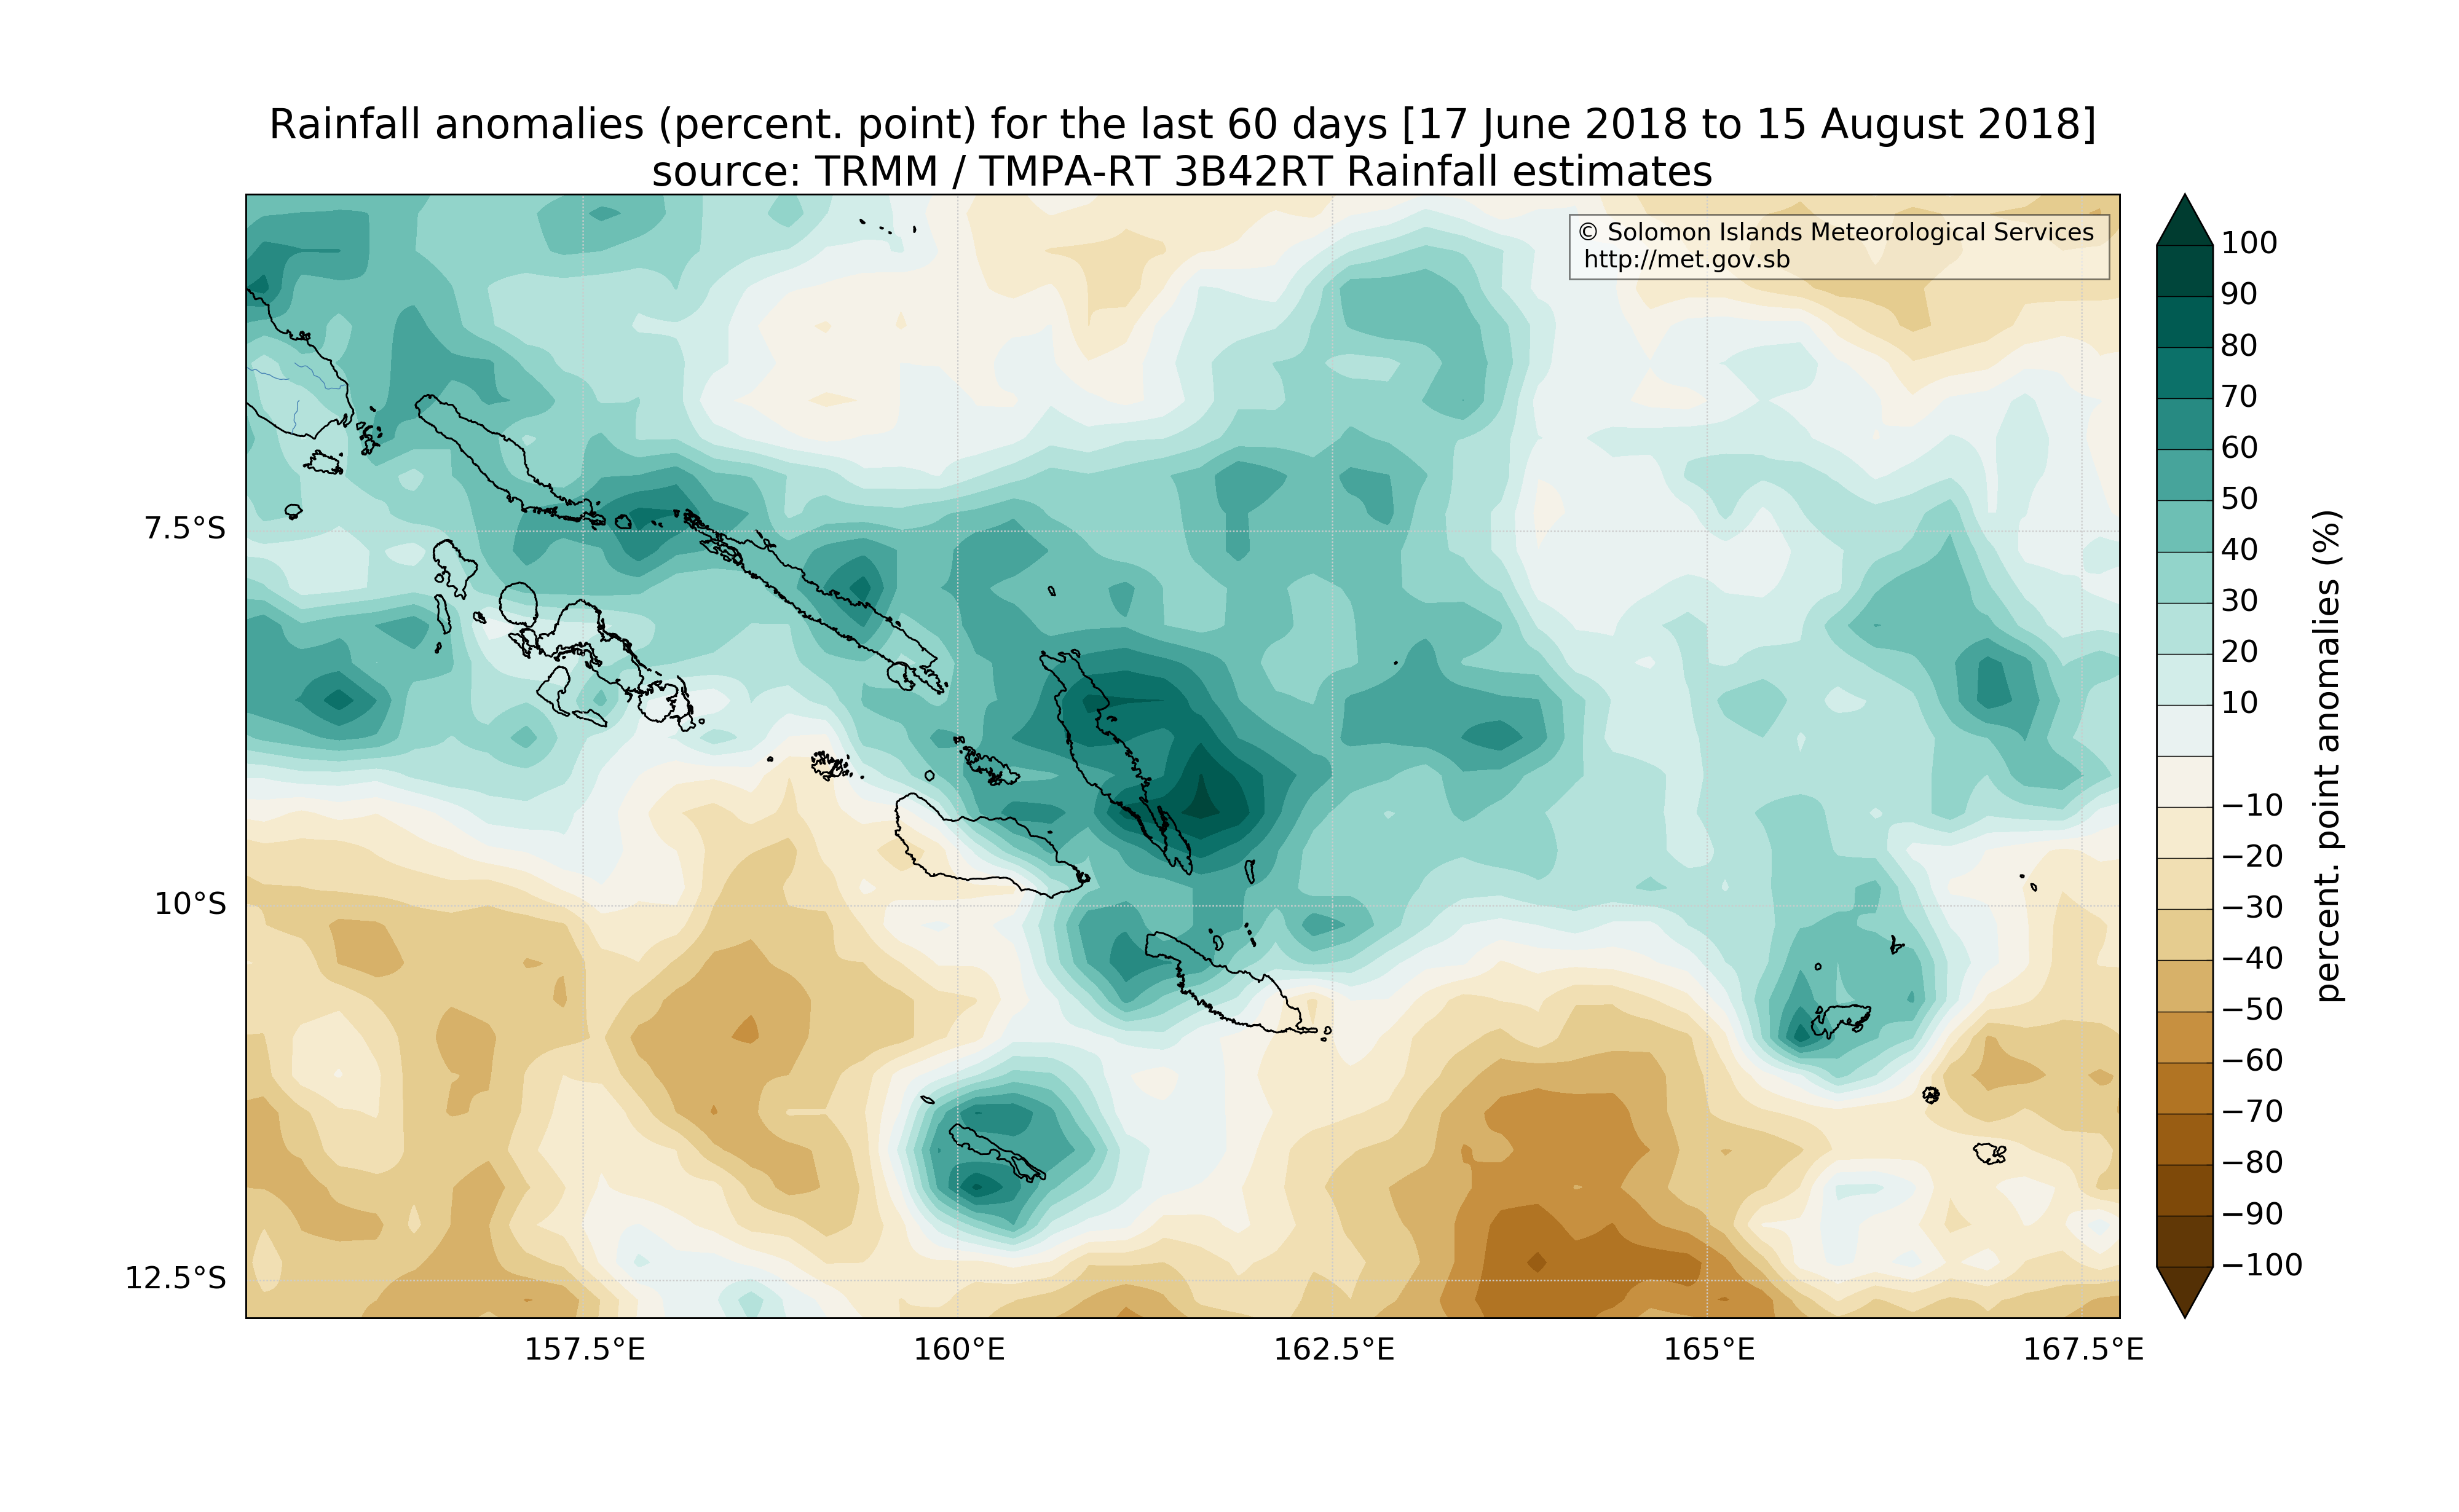 Rainfall anomalies (percent. point) for the last 60 days [17 June 2018 to 15 August 2018]
source: TRMM / TMPA-RT 3B42RT Rainfall estimates
© Solomon Islands Meteorological Services
http://met.gov.sb
7.5°S
10°S
12.5°S
157.5°E
160°E
162.5°E
165°E
167.5°E
100
90
80
70
60
50
40
30
20
10
−10
−20
−30
−40
−50
−60
−70
−80
−90
−100
percent. point anomalies (%)